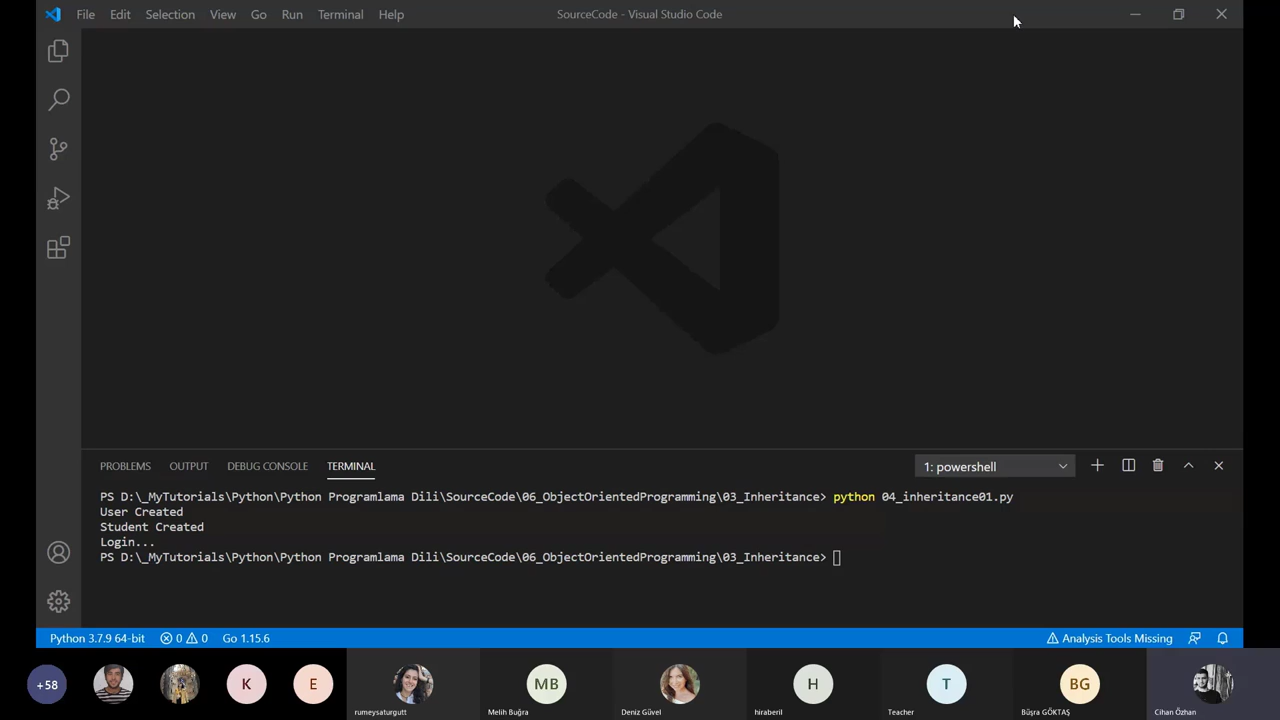 File Edit Selection View Go Run Terminal Help SourceCode - Visual Studio Code
PROBLEMS OUTPUT DEBUG CONSOLE TERMINAL 1: powershell
PS D:\_MyTutorials\Python\Python Programlama Dili\SourceCode\06_ObjectOrientedProgramming\03_Inheritance> python 04_inheritance01.py
User Created
Student Created
Login...
PS D:\_MyTutorials\Python\Python Programlama Dili\SourceCode\06_ObjectOrientedProgramming\03_Inheritance>
Python 3.7.9 64-bit 0 0 Go 1.15.6 Analysis Tools Missing
+58 K E MB H T BG
rumeysaturgutt Melih Buğra Deniz Güvel hiraberil Teacher Büşra GÖKTAŞ Cihan Özhan